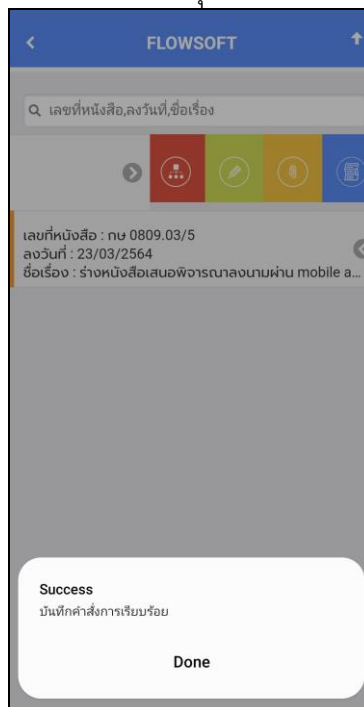 FLOWSOFT
เลขที่หนังสือ,ลงวันที่,ชื่อเรื่อง
เลขที่หนังสือ : กษ 0809.03/5
ลงวันที่ : 23/03/2564
ชื่อเรื่อง : ร่างหนังสือเสนอพิจารณาลงนามผ่าน mobile a...
Success
บันทึกคำสั่งการเรียบร้อย
Done